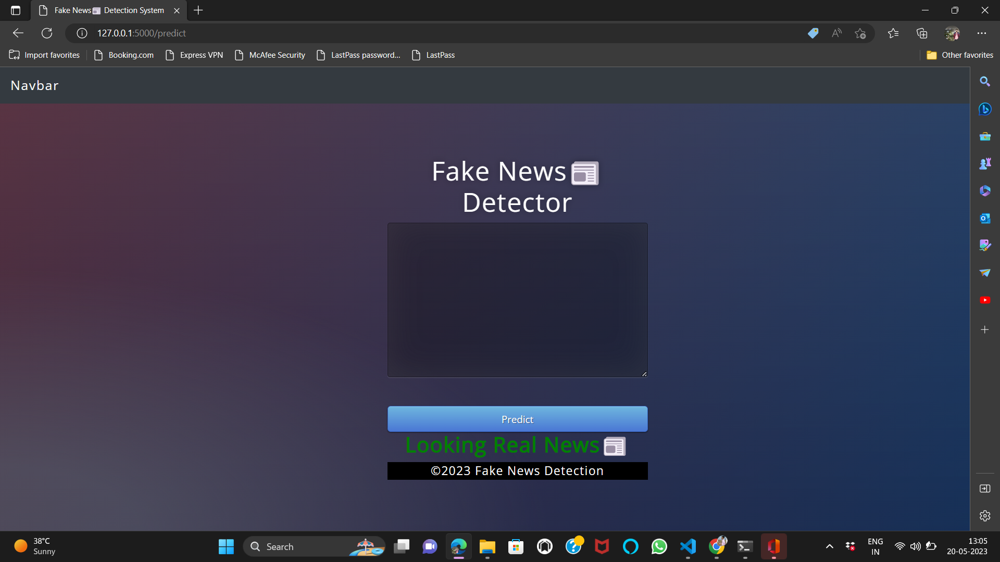 Fake News📰 Detection System
127.0.0.1:5000/predict
Import favorites
Booking.com
Express VPN
McAfee Security
LastPass password...
LastPass
Other favorites
Navbar
Fake News📰
Detector
Predict
Looking Real News📰
©2023 Fake News Detection
38°C
Sunny
Search
ENG
IN
13:05
20-05-2023